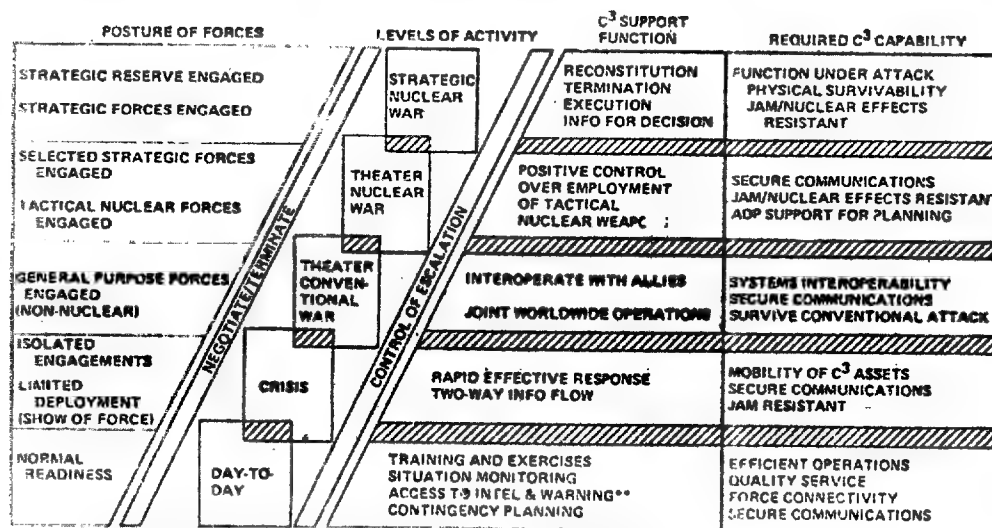 POSTURE OF FORCES
LEVELS OF ACTIVITY
C³ SUPPORT
FUNCTION
REQUIRED C³ CAPABILITY
STRATEGIC RESERVE ENGAGED
STRATEGIC FORCES ENGAGED
STRATEGIC
NUCLEAR
WAR
RECONSTITUTION
TERMINATION
EXECUTION
INFO FOR DECISION
FUNCTION UNDER ATTACK
PHYSICAL SURVIVABILITY
JAM/NUCLEAR EFFECTS
RESISTANT
SELECTED STRATEGIC FORCES
ENGAGED
TACTICAL NUCLEAR FORCES
ENGAGED
THEATER
NUCLEAR
WAR
POSITIVE CONTROL
OVER EMPLOYMENT
OF TACTICAL
NUCLEAR
SECURE COMMUNICATIONS
JAM/NUCLEAR EFFECTS RESISTANT
ADP SUPPORT FOR PLANNING
NEGOTIATE/TERMINATE
CONTROL OF ESCALATION
GENERAL PURPOSE FORCES
ENGAGED
(NON-NUCLEAR)
THEATER
CONVEN-
TIONAL
WAR
INTEROPERATE WITH ALLIES
JOINT WORLDWIDE OPERATIONS
SYSTEMS INTEROPERABILITY
SECURE COMMUNICATIONS
SURVIVE CONVENTIONAL ATTACK
ISOLATED
ENGAGEMENTS
LIMITED
DEPLOYMENT
(SHOW OF FORCE)
CRISIS
RAPID EFFECTIVE RESPONSE
TWO-WAY INFO FLOW
MOBILITY OF C³ ASSETS
SECURE COMMUNICATIONS
JAM RESISTANT
NORMAL
READINESS
DAY-TO-
DAY
TRAINING AND EXERCISES
SITUATION MONITORING
ACCESS TO INTEL & WARNING**
CONTINGENCY PLANNING
EFFICIENT OPERATIONS
QUALITY SERVICE
FORCE CONNECTIVITY
SECURE COMMUNICATIONS